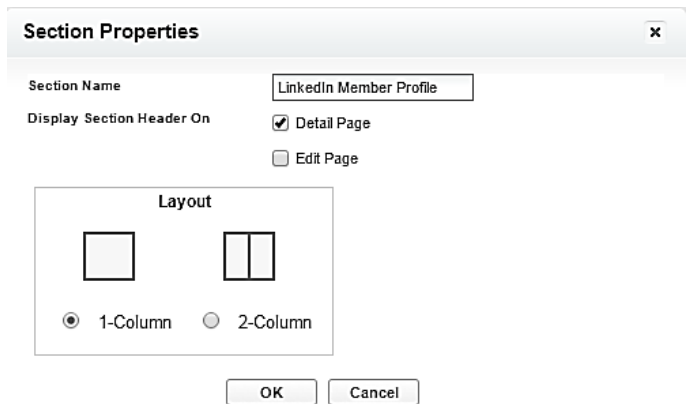 Section Properties
Section Name LinkedIn Member Profile
Display Section Header On Detail Page
Edit Page
Layout
1-Column 2-Column
OK Cancel